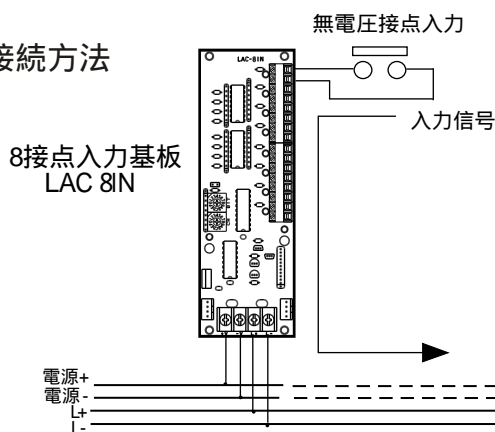 無電圧接点入力
接続方法
LAC-8IN
入力信号
8接点入力基板
LAC 8IN
電源+
電源-
L+
L-